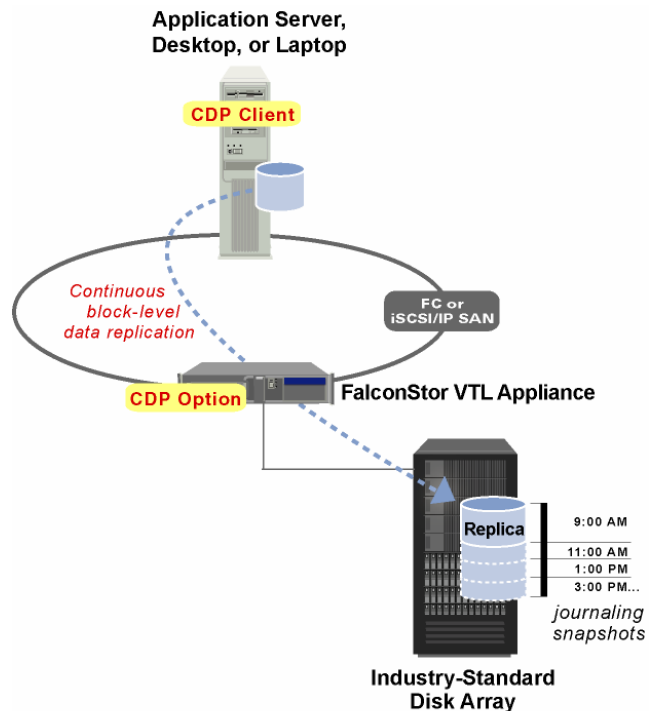 Application Server,
Desktop, or Laptop
CDP Client
Continuous
block-level
data replication
FC or
iSCSI/IP SAN
CDP Option
FalconStor VTL Appliance
Replica
9:00 AM
11:00 AM
1:00 PM
3:00 PM...
journaling
snapshots
Industry-Standard
Disk Array